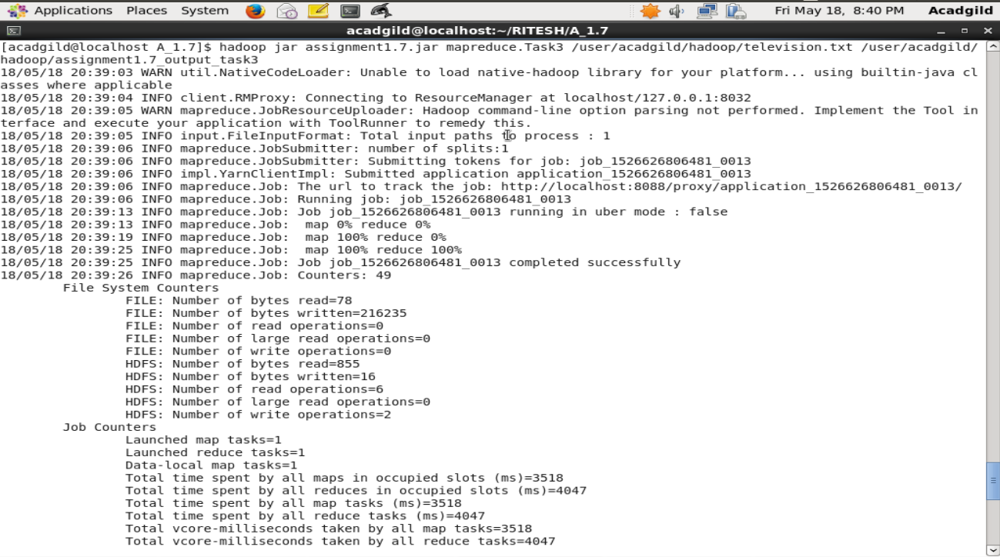 Applications Places System Fri May 18, 8:40 PM Acadgild
acadgild@localhost:~/RITESH/A_1.7
[acadgild@localhost A_1.7]$ hadoop jar assignment1.7.jar mapreduce.Task3 /user/acadgild/hadoop/television.txt /user/acadgild/
hadoop/assignment1.7_output_task3
18/05/18 20:39:03 WARN util.NativeCodeLoader: Unable to load native-hadoop library for your platform... using builtin-java cl
asses where applicable
18/05/18 20:39:04 INFO client.RMProxy: Connecting to ResourceManager at localhost/127.0.0.1:8032
18/05/18 20:39:05 WARN mapreduce.JobResourceUploader: Hadoop command-line option parsing not performed. Implement the Tool in
terface and execute your application with ToolRunner to remedy this.
18/05/18 20:39:05 INFO input.FileInputFormat: Total input paths to process : 1
18/05/18 20:39:06 INFO mapreduce.JobSubmitter: number of splits:1
18/05/18 20:39:06 INFO mapreduce.JobSubmitter: Submitting tokens for job: job_1526626806481_0013
18/05/18 20:39:06 INFO impl.YarnClientImpl: Submitted application application_1526626806481_0013
18/05/18 20:39:06 INFO mapreduce.Job: The url to track the job: http://localhost:8088/proxy/application_1526626806481_0013/
18/05/18 20:39:06 INFO mapreduce.Job: Running job: job_1526626806481_0013
18/05/18 20:39:13 INFO mapreduce.Job: Job job_1526626806481_0013 running in uber mode : false
18/05/18 20:39:13 INFO mapreduce.Job:  map 0% reduce 0%
18/05/18 20:39:19 INFO mapreduce.Job:  map 100% reduce 0%
18/05/18 20:39:25 INFO mapreduce.Job:  map 100% reduce 100%
18/05/18 20:39:25 INFO mapreduce.Job: Job job_1526626806481_0013 completed successfully
18/05/18 20:39:26 INFO mapreduce.Job: Counters: 49
File System Counters
FILE: Number of bytes read=78
FILE: Number of bytes written=216235
FILE: Number of read operations=0
FILE: Number of large read operations=0
FILE: Number of write operations=0
HDFS: Number of bytes read=855
HDFS: Number of bytes written=16
HDFS: Number of read operations=6
HDFS: Number of large read operations=0
HDFS: Number of write operations=2
Job Counters
Launched map tasks=1
Launched reduce tasks=1
Data-local map tasks=1
Total time spent by all maps in occupied slots (ms)=3518
Total time spent by all reduces in occupied slots (ms)=4047
Total time spent by all map tasks (ms)=3518
Total time spent by all reduce tasks (ms)=4047
Total vcore-milliseconds taken by all map tasks=3518
Total vcore-milliseconds taken by all reduce tasks=4047